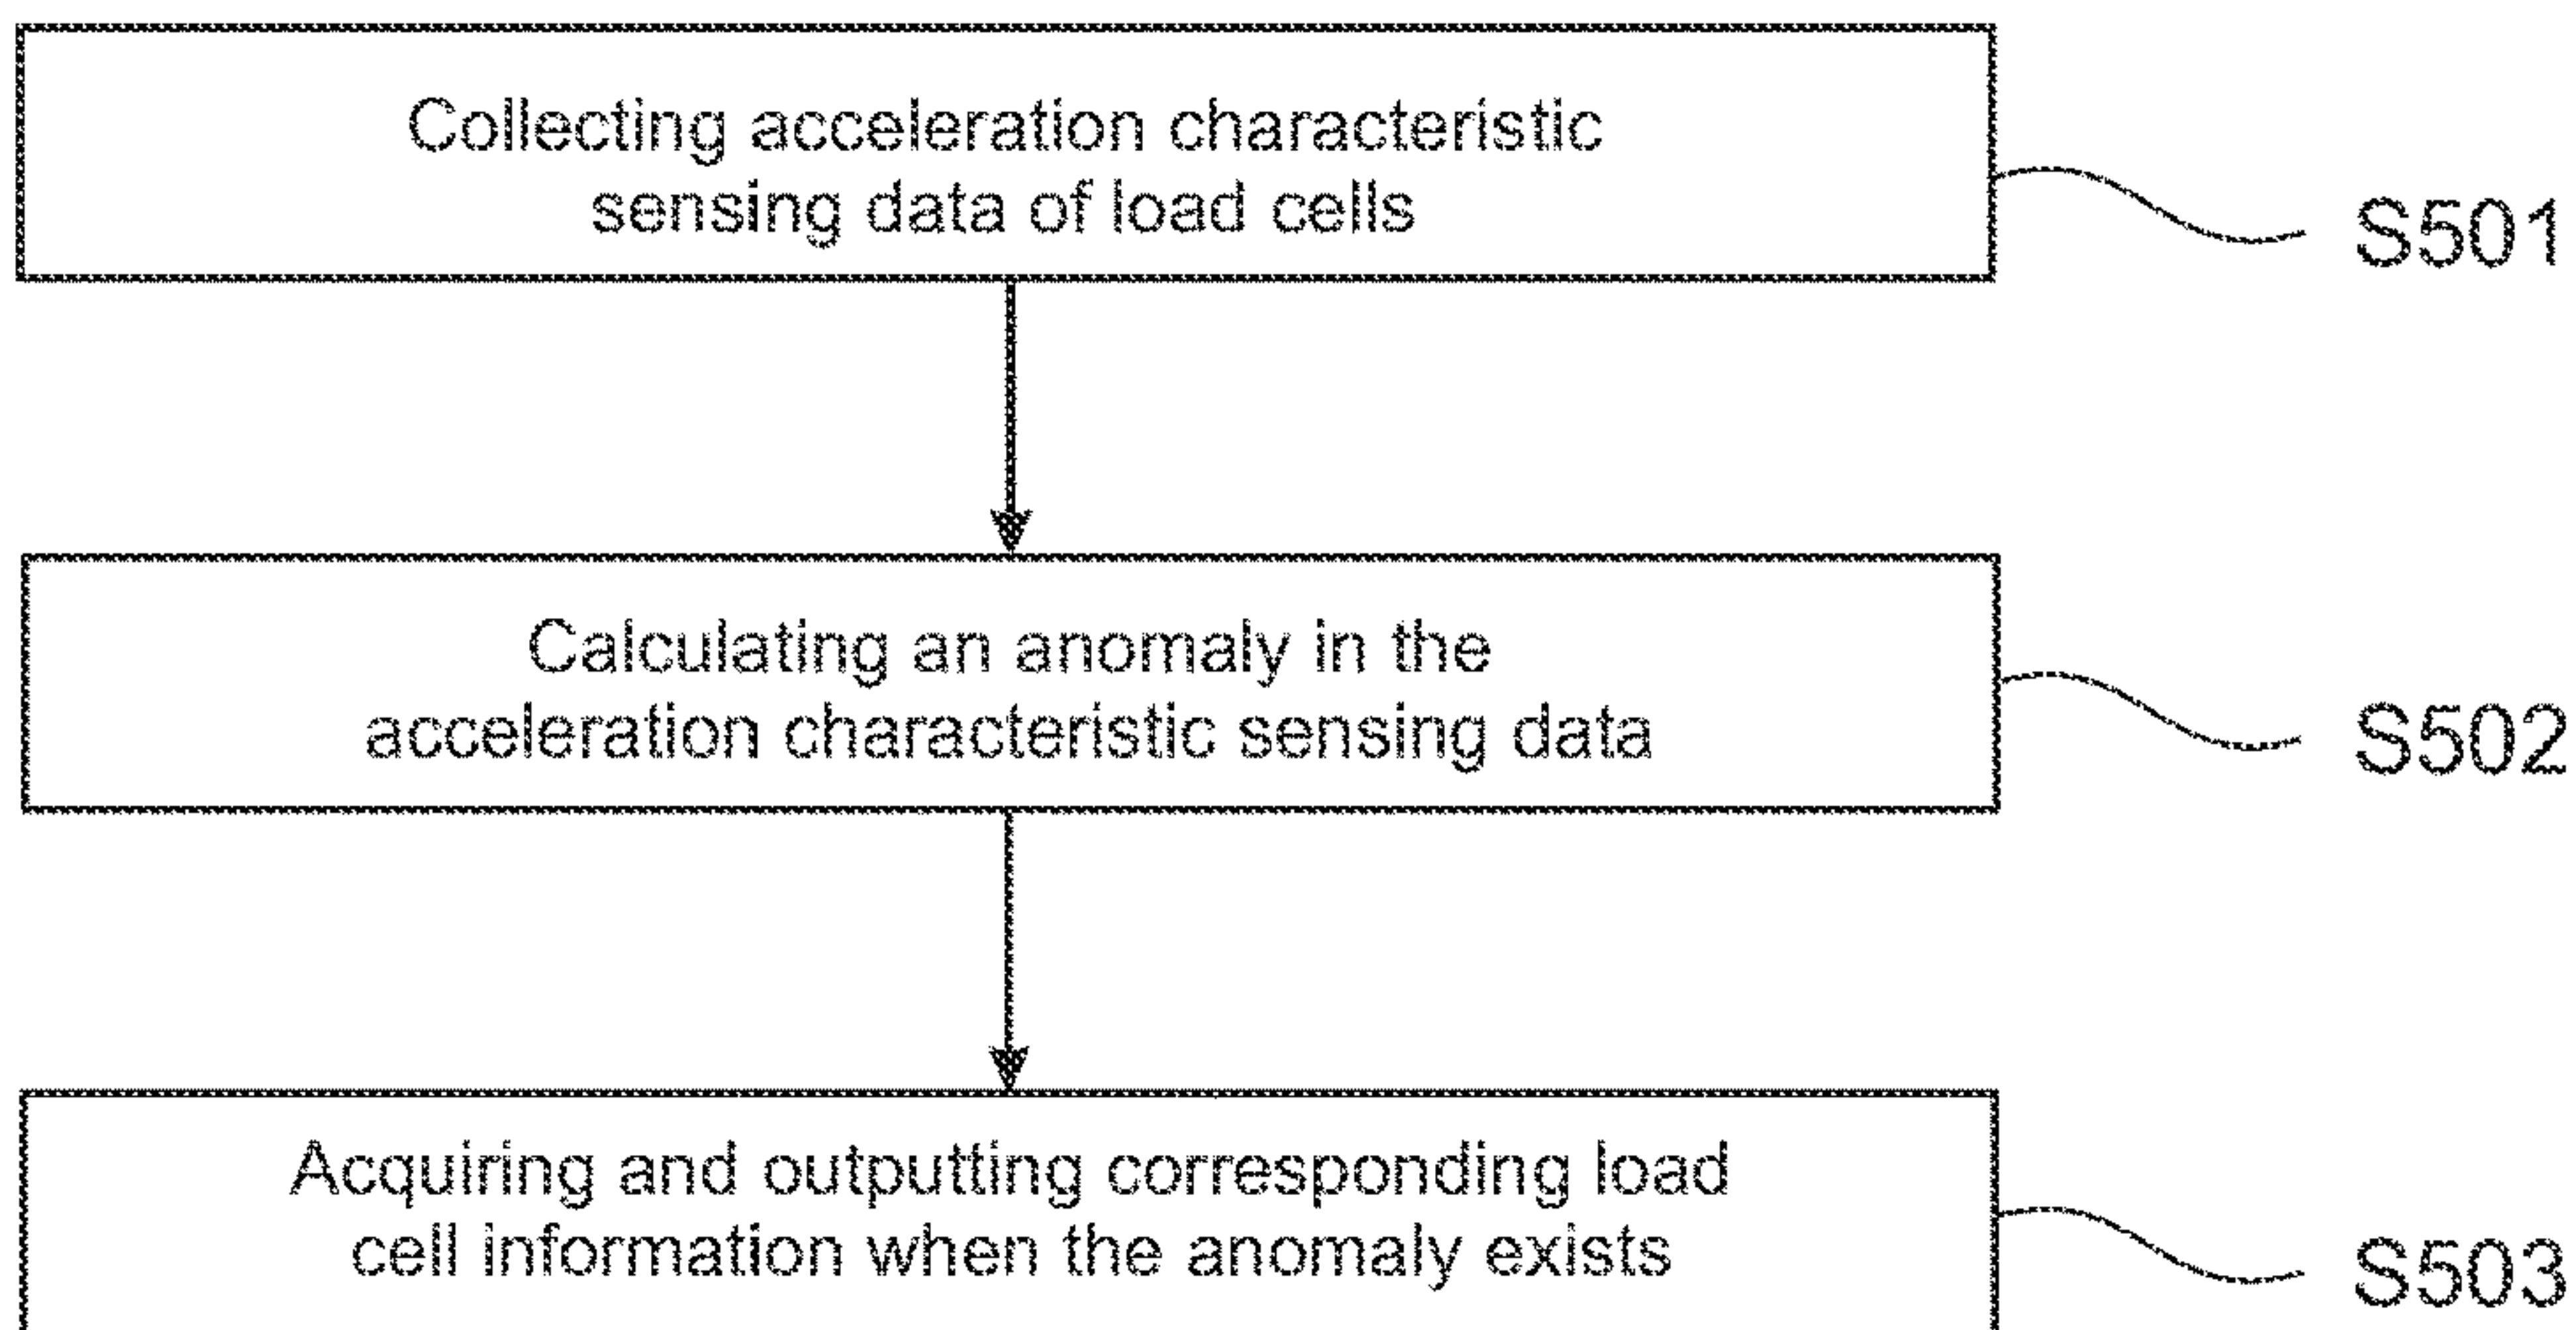 Collecting acceleration characteristic
sensing data of load cells
S501
Calculating an anomaly in the
acceleration characteristic sensing data
S502
Acquiring and outputting corresponding load
cell information when the anomaly exists
S503